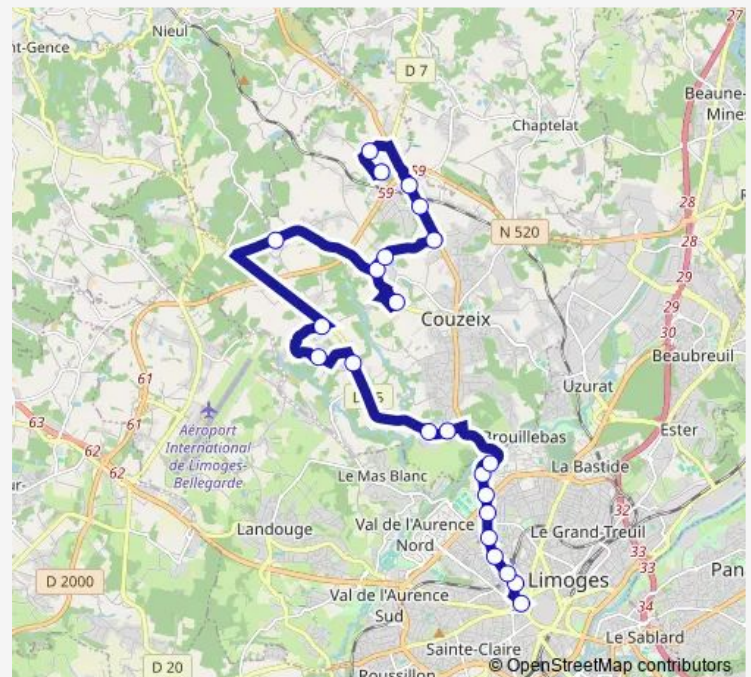 27
Nieul
nt-Gence
D 7
Beaune-
Mine
Chaptelat
59
59
28
N 520
28
29
Couzeix
29
30
Beaubreuil
61
Uzurat
63
62
Aéroport
International
de Limoges-
Bellegarde
62
Brouillebas
Ester
La Bastide
ur-
Le Mas Blanc
32
Landouge
Val de l'Aurence
Nord
Le Grand-Treuil
33
33
D 2000
Limoges
Pan
Val de l'Aurence
Sud
34
Le Sablard
Sainte-Claire
D 20
Roussillon
© OpenStreetMap contributors